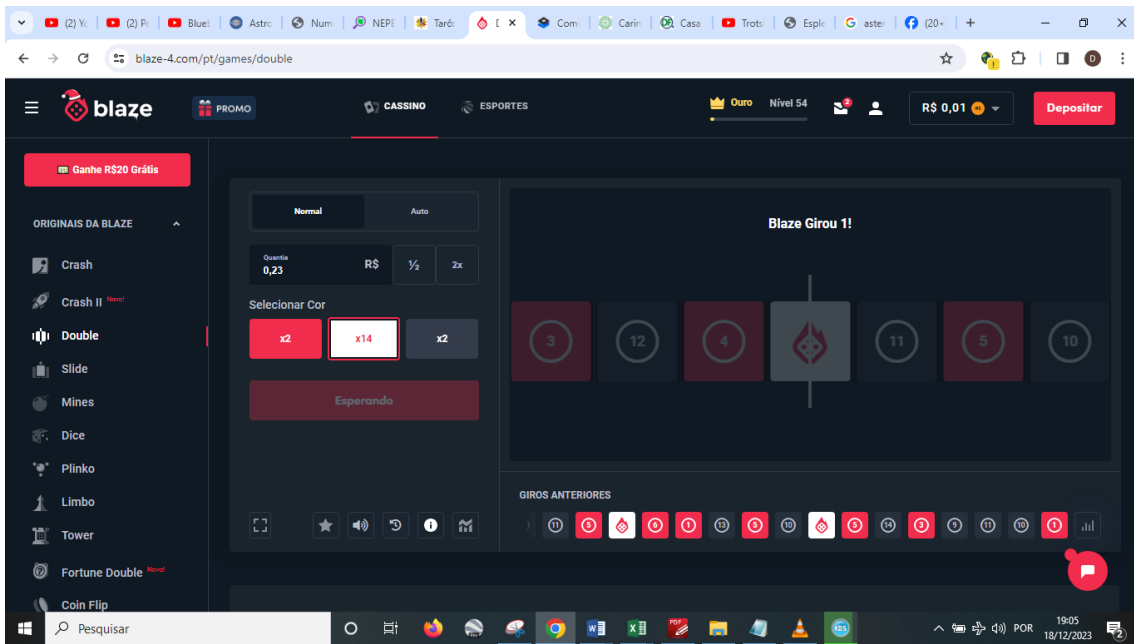 (2) Yc
(2) Pc
Bluel
Astro
Num
NEPE
Tarô:
Com
Carin
Casa
Trots
Esple
aster
(20+
blaze-4.com/pt/games/double
D
blaze
PROMO
CASSINO
ESPORTES
Ouro
Nível 54
2
R$ 0,01
Depositar
Ganhe R$20 Grátis
ORIGINAIS DA BLAZE
Crash
Crash II Novo!
Double
Slide
Mines
Dice
Plinko
Limbo
Tower
Fortune Double Novo!
Coin Flip
Normal
Auto
Quantia
0,23
R$
½
2x
Selecionar Cor
x2
x14
x2
Esperando
Blaze Girou 1!
3
12
4
11
5
10
GIROS ANTERIORES
11 5 6 1 13 5 10 5 14 3 9 11 10 1
Pesquisar
POR
19:05
18/12/2023
2